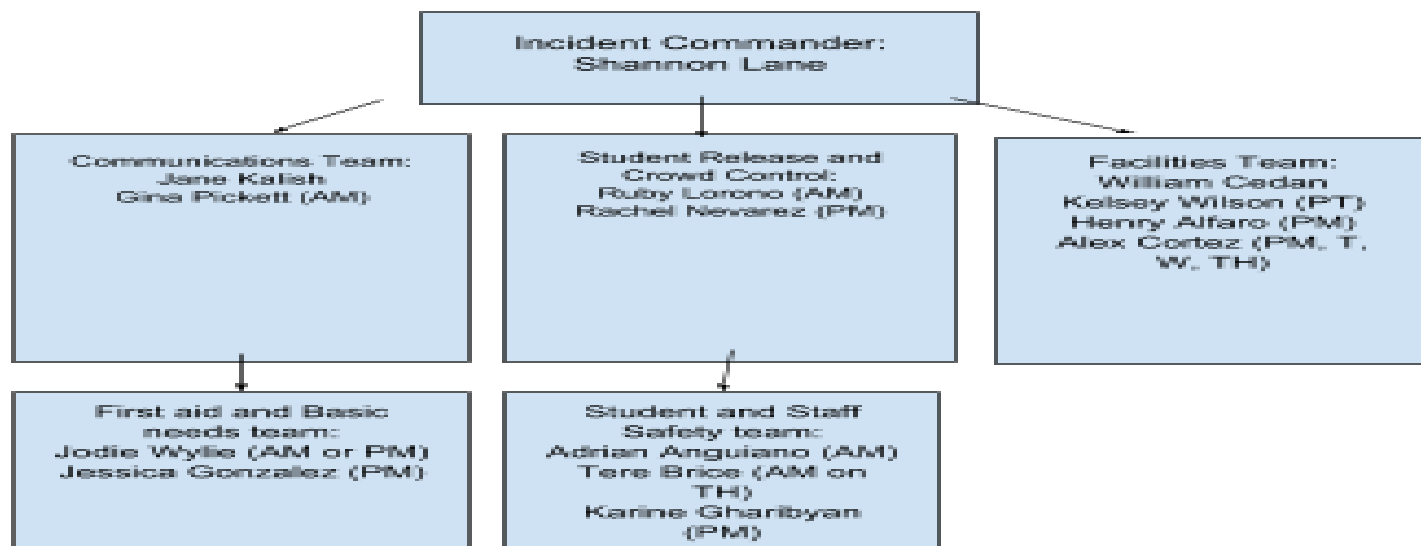 Incident Commander:
Shannon Lane
Communications Team:
Jane Kalish
Gina Pickett (AM)
Student Release and
Crowd Control:
Ruby Lorono (AM)
Rachel Nevarez (PM)
Facilities Team:
William Cedan
Kelsey Wilson (PT)
Henry Alfaro (PM)
Alex Cortez (PM, T,
W, TH)
First aid and Basic
needs team:
Jodie Wylie (AM or PM)
Jessica Gonzalez (PM)
Student and Staff
Safety team:
Adrian Anguiano (AM)
Tere Brice (AM on
TH)
Karine Gharibyan
(PM)